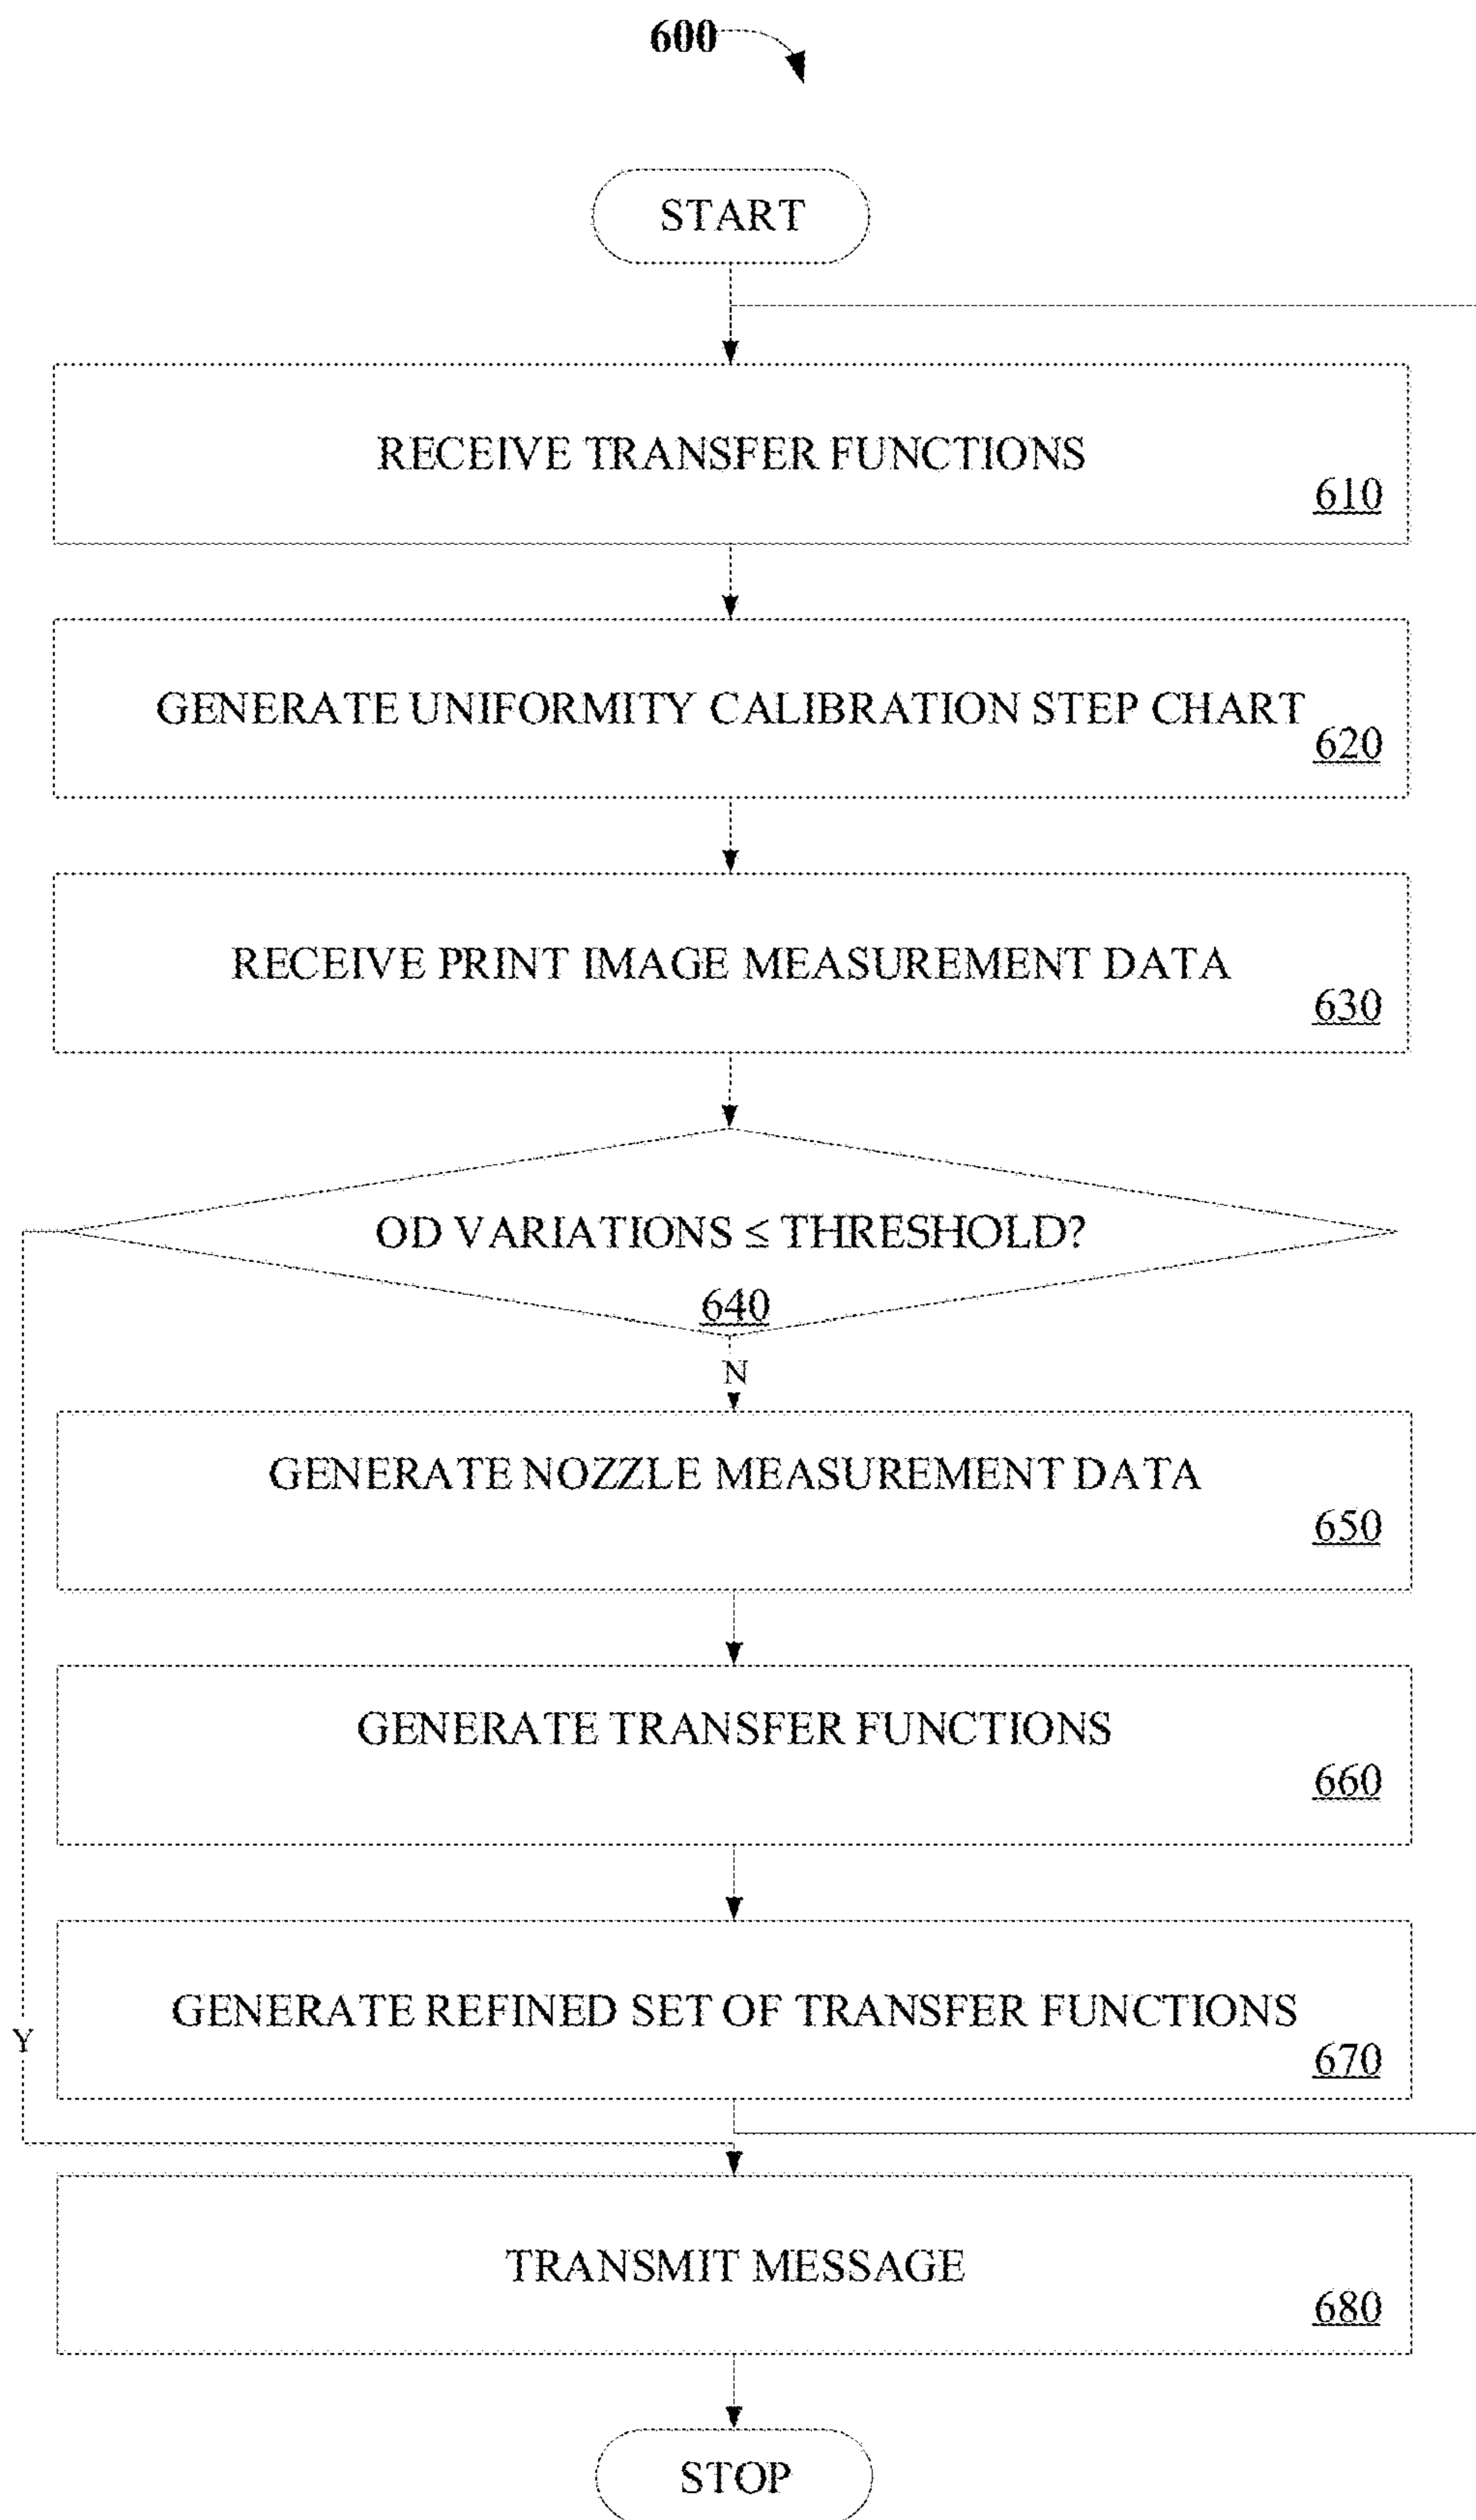 600
START
RECEIVE TRANSFER FUNCTIONS
610
GENERATE UNIFORMITY CALIBRATION STEP CHART
620
RECEIVE PRINT IMAGE MEASUREMENT DATA
630
OD VARIATIONS ≤ THRESHOLD?
640
N
GENERATE NOZZLE MEASUREMENT DATA
650
GENERATE TRANSFER FUNCTIONS
660
GENERATE REFINED SET OF TRANSFER FUNCTIONS
Y
670
TRANSMIT MESSAGE
680
STOP